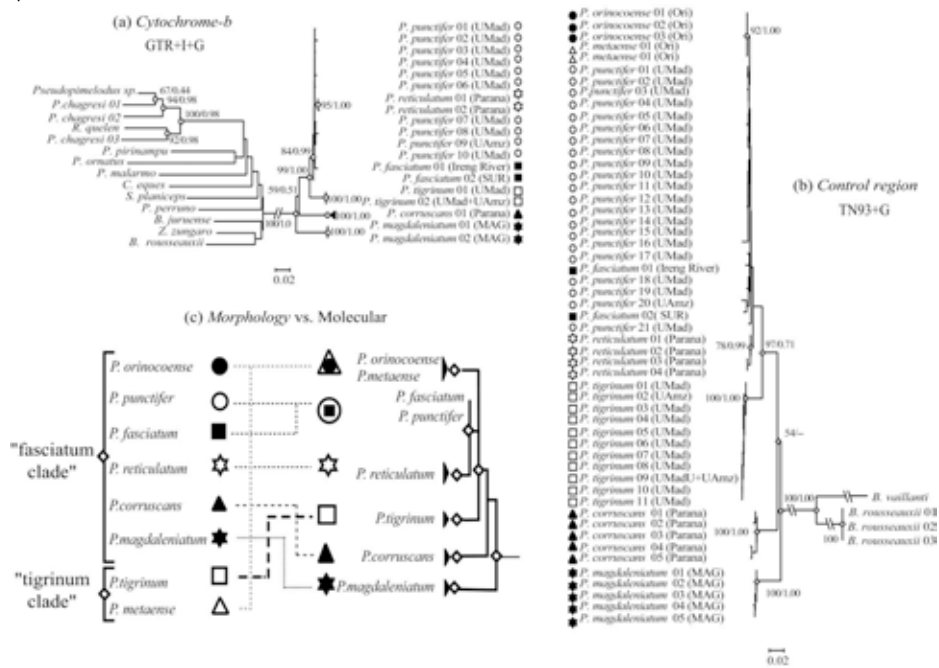 (a) Cytochrome-b
GTR+I+G
Pseudopimelodus sp.
P.chagresi 01
P. chagresi 02
R. quelen
P. chagresi 03
P. pirinampu
P. ornatus
P. malarmo
C. eques
S. planiceps
P. perruno
B. juruense
Z. zungaro
B. rousseauxii
67/0.44
94/0.98
100/0.98
92/0.98
100/1.0
95/1.00
84/0.99
99/1.00
59/0.51
100/1.00
100/1.00
100/1.00
0.02
P. punctifer 01 (UMad)
P. punctifer 02 (UMad)
P. punctifer 03 (UMad)
P. punctifer 04 (UMad)
P. punctifer 05 (UMad)
P. punctifer 06 (UMad)
P. reticulatum 01 (Parana)
P. reticulatum 02 (Parana)
P. punctifer 07 (UMad)
P. punctifer 08 (UMad)
P. punctifer 09 (UAmz)
P. punctifer 10 (UMad)
P. fasciatum 01 (Ireng River)
P. fasciatum 02 (SUR)
P. tigrinum 01 (UMad)
P. tigrinum 02 (UMad+UAmz)
P. corruscans 01 (Parana)
P. magdaleniatum 01 (MAG)
P. magdaleniatum 02 (MAG)
(c) Morphology vs. Molecular
"fasciatum
clade"
"tigrinum
clade"
P. orinocoense
P. punctifer
P. fasciatum
P. reticulatum
P.corruscans
P.magdaleniatum
P.tigrinum
P. metaense
P. orinocoense
P.metaense
P. fasciatum
P. punctifer
P. reticulatum
P.tigrinum
P.corruscans
P.magdaleniatum
(b) Control region
TN93+G
P. orinocoense 01 (Ori)
P. orinocoense 02 (Ori)
P. orinocoense 03 (Ori)
P. metaense 01 (Ori)
P. metaense 01 (Ori)
P. punctifer 01 (UMad)
P. punctifer 02 (UMad)
P. punctifer 03 (UMad)
P. punctifer 04 (UMad)
P. punctifer 05 (UMad)
P. punctifer 06 (UMad)
P. punctifer 07 (UMad)
P. punctifer 08 (UMad)
P. punctifer 09 (UMad)
P. punctifer 10 (UMad)
P. punctifer 11 (UMad)
P. punctifer 12 (UMad)
P. punctifer 13 (UMad)
P. punctifer 14 (UMad)
P. punctifer 15 (UMad)
P. punctifer 16 (UMad)
P. punctifer 17 (UMad)
P. fasciatum 01 (Ireng River)
P. punctifer 18 (UMad)
P. punctifer 19 (UMad)
P. punctifer 20 (UAmz)
P. fasciatum 02( SUR)
P. punctifer 21 (UMad)
P. reticulatum 01 (Parana)
P. reticulatum 02 (Parana)
P. reticulatum 03 (Parana)
P. reticulatum 04 (Parana)
P. tigrinum 01 (UMad)
P. tigrinum 02 (UAmz)
P. tigrinum 03 (UMad)
P. tigrinum 04 (UMad)
P. tigrinum 05 (UMad)
P. tigrinum 06 (UMad)
P. tigrinum 07 (UMad)
P. tigrinum 08 (UMad)
P. tigrinum 09 (UMadU+UAmz)
P. tigrinum 10 (UMad)
P. tigrinum 11 (UMad)
P. corruscans 01 (Parana)
P. corruscans 02 (Parana)
P. corruscans 03 (Parana)
P. corruscans 04 (Parana)
P. corruscans 05 (Parana)
P. magdaleniatum 01 (MAG)
P. magdaleniatum 02 (MAG)
P. magdaleniatum 03 (MAG)
P. magdaleniatum 04 (MAG)
P. magdaleniatum 05 (MAG)
92/1.00
78/0.99
97/0.71
100/1.00
54/--
100/1.00
100/1.00
100
100/1.00
B. vaillanti
B. rousseauxii 01
B. rousseauxii 02
B. rousseauxii 03
0.02